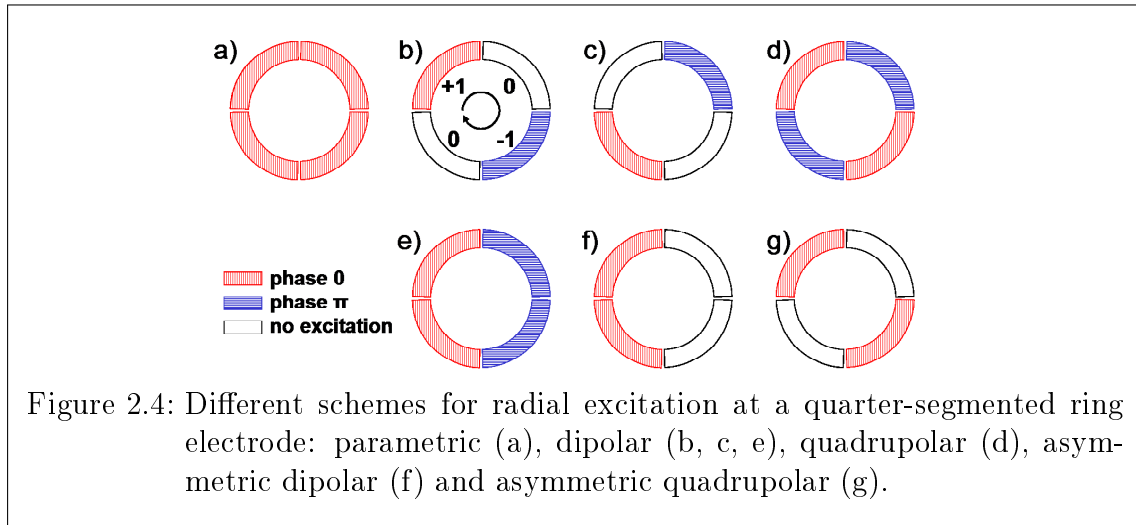 a)
b)
c)
d)
+1 0
0 -1
e)
f)
g)
phase 0
phase π
no excitation
Figure 2.4: Different schemes for radial excitation at a quarter-segmented ring
electrode: parametric (a), dipolar (b, c, e), quadrupolar (d), asym-
metric dipolar (f) and asymmetric quadrupolar (g).